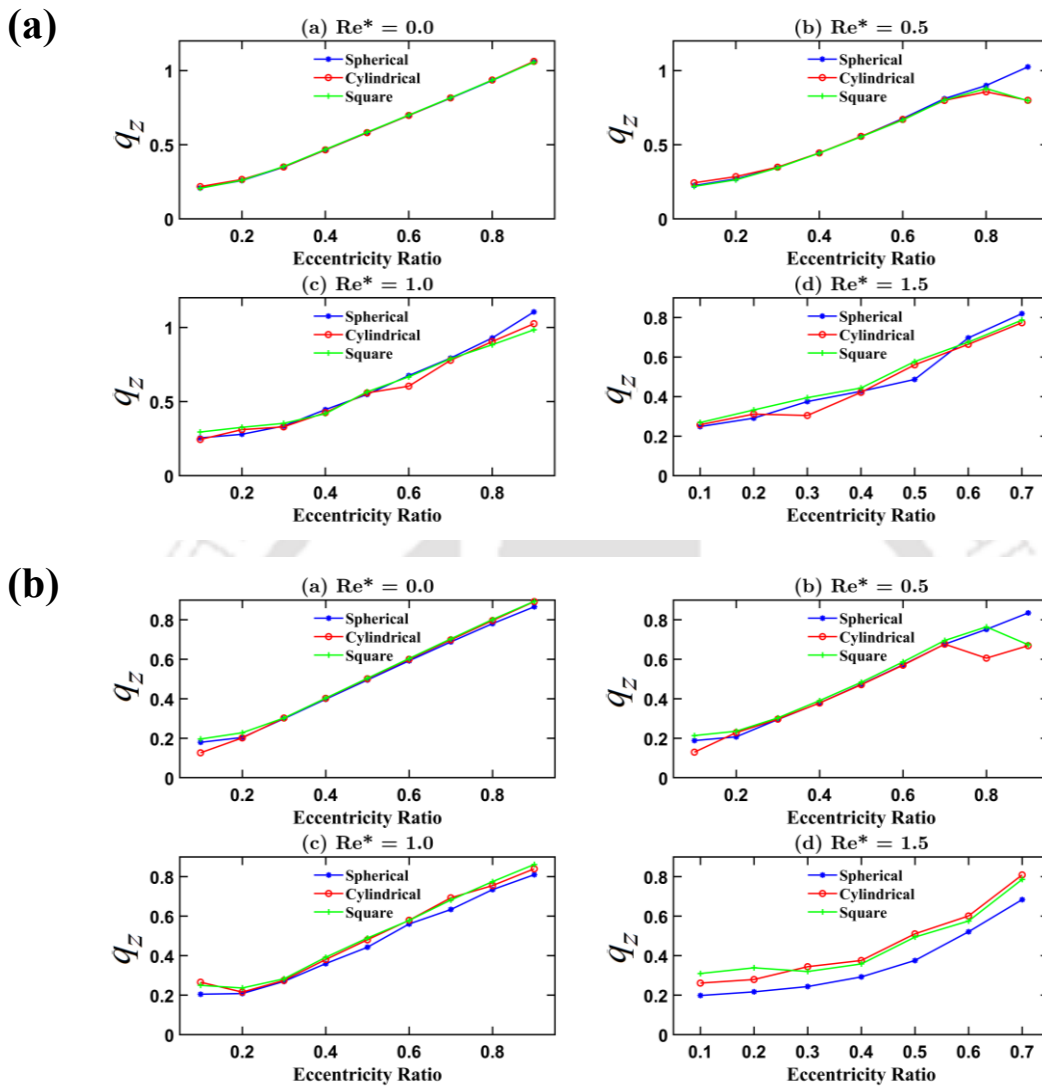 (a)
(a) Re* = 0.0
Spherical
Cylindrical
Square
q_z
1
0.5
0
0.2 0.4 0.6 0.8
Eccentricity Ratio
(b) Re* = 0.5
Spherical
Cylindrical
Square
q_z
1
0.5
0
0.2 0.4 0.6 0.8
Eccentricity Ratio
(c) Re* = 1.0
Spherical
Cylindrical
Square
q_z
1
0.5
0
0.2 0.4 0.6 0.8
Eccentricity Ratio
(d) Re* = 1.5
Spherical
Cylindrical
Square
q_z
0.8
0.6
0.4
0.2
0
0.1 0.2 0.3 0.4 0.5 0.6 0.7
Eccentricity Ratio
(b)
(a) Re* = 0.0
Spherical
Cylindrical
Square
q_z
0.8
0.6
0.4
0.2
0
0.2 0.4 0.6 0.8
Eccentricity Ratio
(b) Re* = 0.5
Spherical
Cylindrical
Square
q_z
0.8
0.6
0.4
0.2
0
0.2 0.4 0.6 0.8
Eccentricity Ratio
(c) Re* = 1.0
Spherical
Cylindrical
Square
q_z
0.8
0.6
0.4
0.2
0
0.2 0.4 0.6 0.8
Eccentricity Ratio
(d) Re* = 1.5
Spherical
Cylindrical
Square
q_z
0.8
0.6
0.4
0.2
0
0.1 0.2 0.3 0.4 0.5 0.6 0.7
Eccentricity Ratio